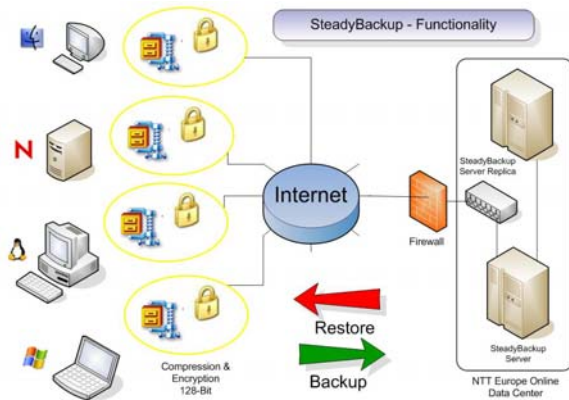 SteadyBackup - Functionality
N
Internet
SteadyBackup
Server Replica
Firewall
Restore
Backup
Compression &
Encryption
128-Bit
SteadyBackup
Server
NTT Europe Online
Data Center